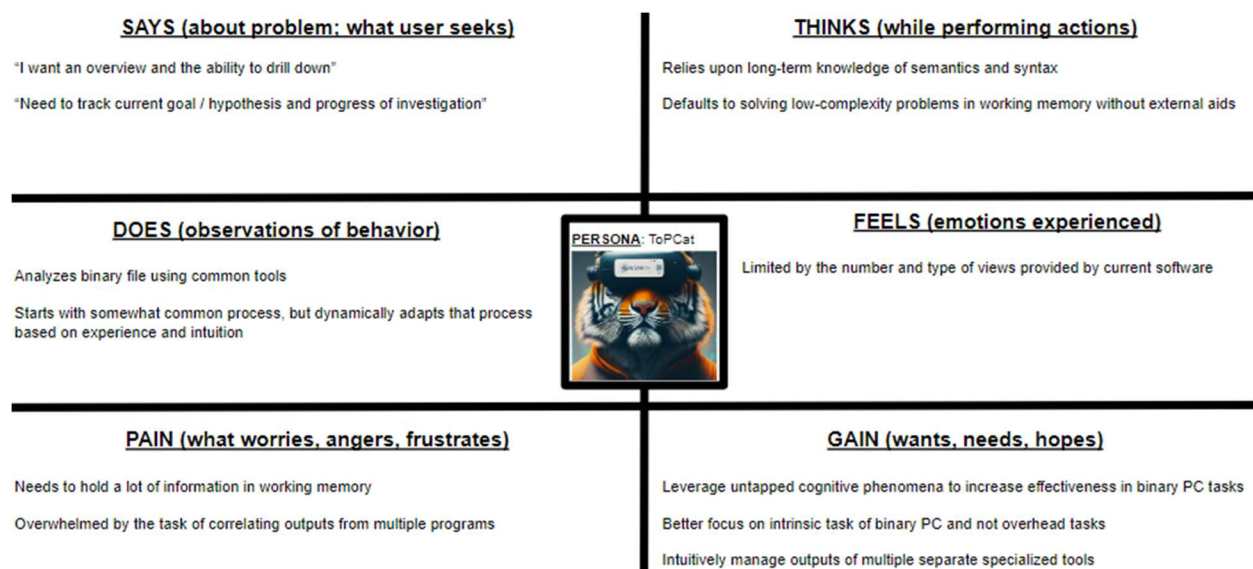 SAYS (about problem; what user seeks)
“I want an overview and the ability to drill down”
“Need to track current goal / hypothesis and progress of investigation”
THINKS (while performing actions)
Relies upon long-term knowledge of semantics and syntax
Defaults to solving low-complexity problems in working memory without external aids
DOES (observations of behavior)
Analyzes binary file using common tools
Starts with somewhat common process, but dynamically adapts that process
based on experience and intuition
PERSONA: ToPCat
FEELS (emotions experienced)
Limited by the number and type of views provided by current software
PAIN (what worries, angers, frustrates)
Needs to hold a lot of information in working memory
Overwhelmed by the task of correlating outputs from multiple programs
GAIN (wants, needs, hopes)
Leverage untapped cognitive phenomena to increase effectiveness in binary PC tasks
Better focus on intrinsic task of binary PC and not overhead tasks
Intuitively manage outputs of multiple separate specialized tools